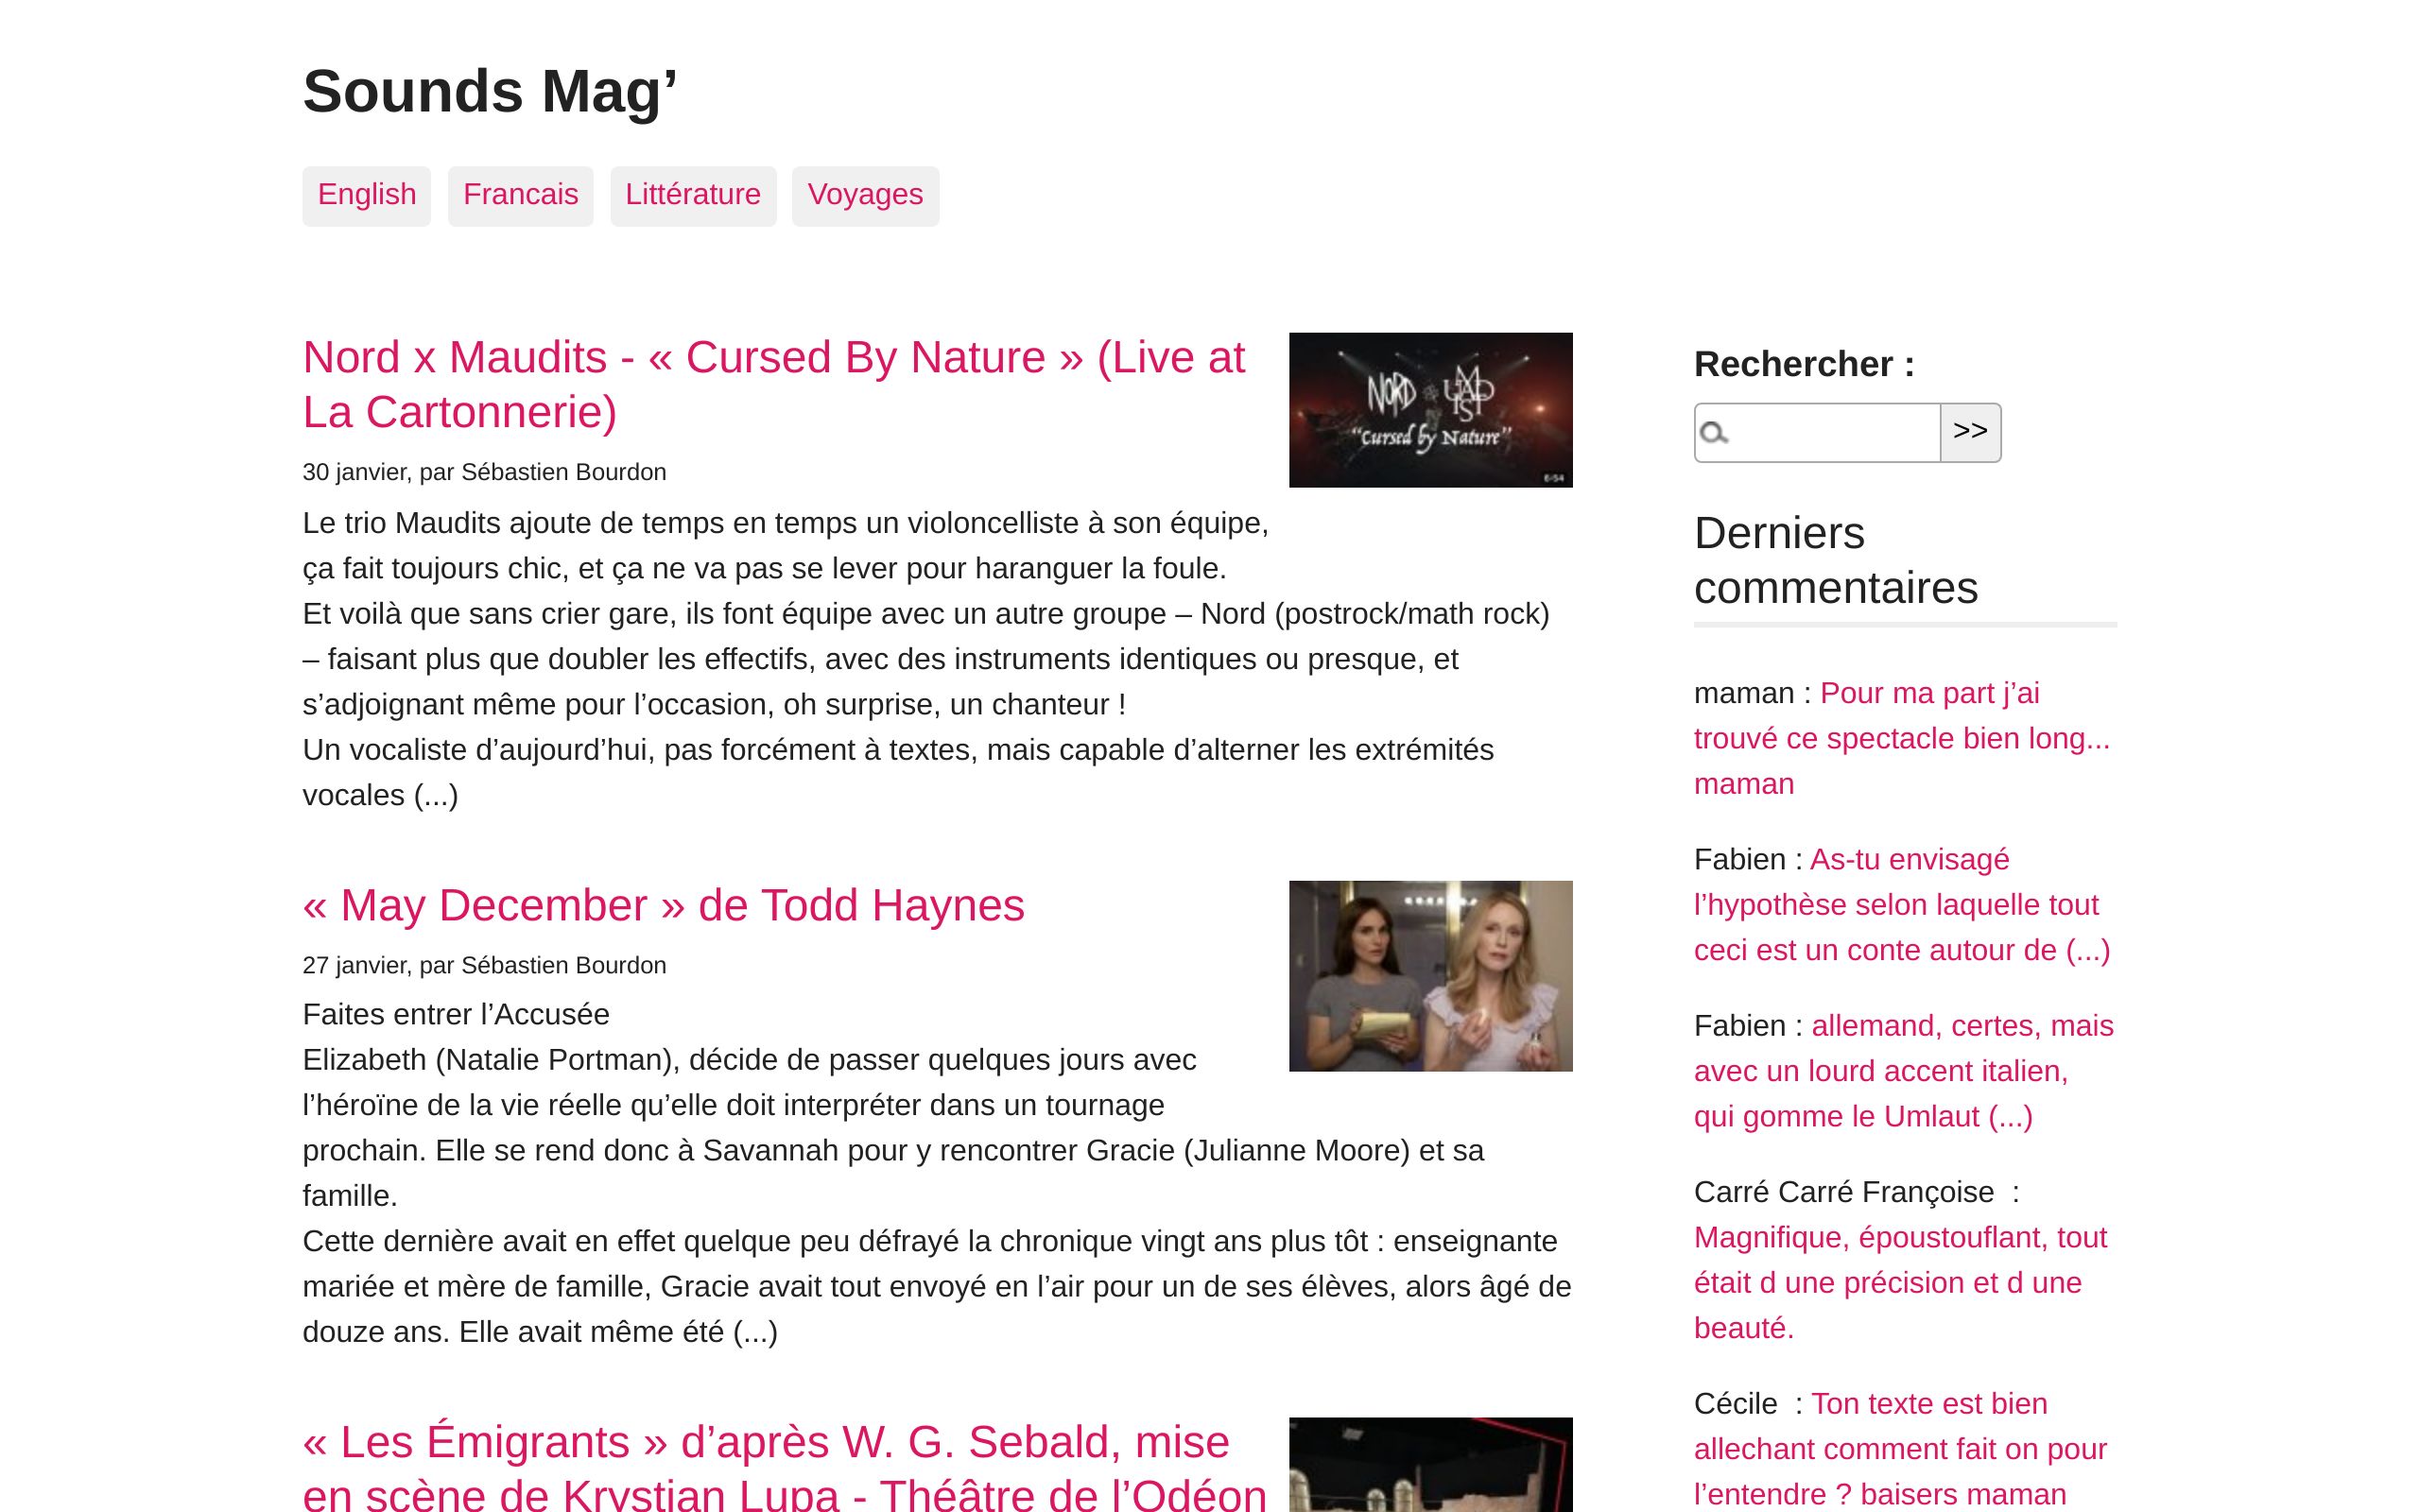 Sounds Mag’
English Francais Littérature Voyages
Nord x Maudits - « Cursed By Nature » (Live at
La Cartonnerie)
30 janvier, par Sébastien Bourdon
NORD
MAUDITS
“Cursed by Nature”
6:54
Le trio Maudits ajoute de temps en temps un violoncelliste à son équipe,
ça fait toujours chic, et ça ne va pas se lever pour haranguer la foule.
Et voilà que sans crier gare, ils font équipe avec un autre groupe – Nord (postrock/math rock)
– faisant plus que doubler les effectifs, avec des instruments identiques ou presque, et
s’adjoignant même pour l’occasion, oh surprise, un chanteur !
Un vocaliste d’aujourd’hui, pas forcément à textes, mais capable d’alterner les extrémités
vocales (...)
« May December » de Todd Haynes
27 janvier, par Sébastien Bourdon
Faites entrer l’Accusée
Elizabeth (Natalie Portman), décide de passer quelques jours avec
l’héroïne de la vie réelle qu’elle doit interpréter dans un tournage
prochain. Elle se rend donc à Savannah pour y rencontrer Gracie (Julianne Moore) et sa
famille.
Cette dernière avait en effet quelque peu défrayé la chronique vingt ans plus tôt : enseignante
mariée et mère de famille, Gracie avait tout envoyé en l’air pour un de ses élèves, alors âgé de
douze ans. Elle avait même été (...)
« Les Émigrants » d’après W. G. Sebald, mise
en scène de Krystian Lupa - Théâtre de l’Odéon
Rechercher :
>>
Derniers
commentaires
maman : Pour ma part j’ai
trouvé ce spectacle bien long...
maman
Fabien : As-tu envisagé
l’hypothèse selon laquelle tout
ceci est un conte autour de (...)
Fabien : allemand, certes, mais
avec un lourd accent italien,
qui gomme le Umlaut (...)
Carré Carré Françoise  :
Magnifique, époustouflant, tout
était d une précision et d une
beauté.
Cécile  : Ton texte est bien
allechant comment fait on pour
l’entendre ? baisers maman